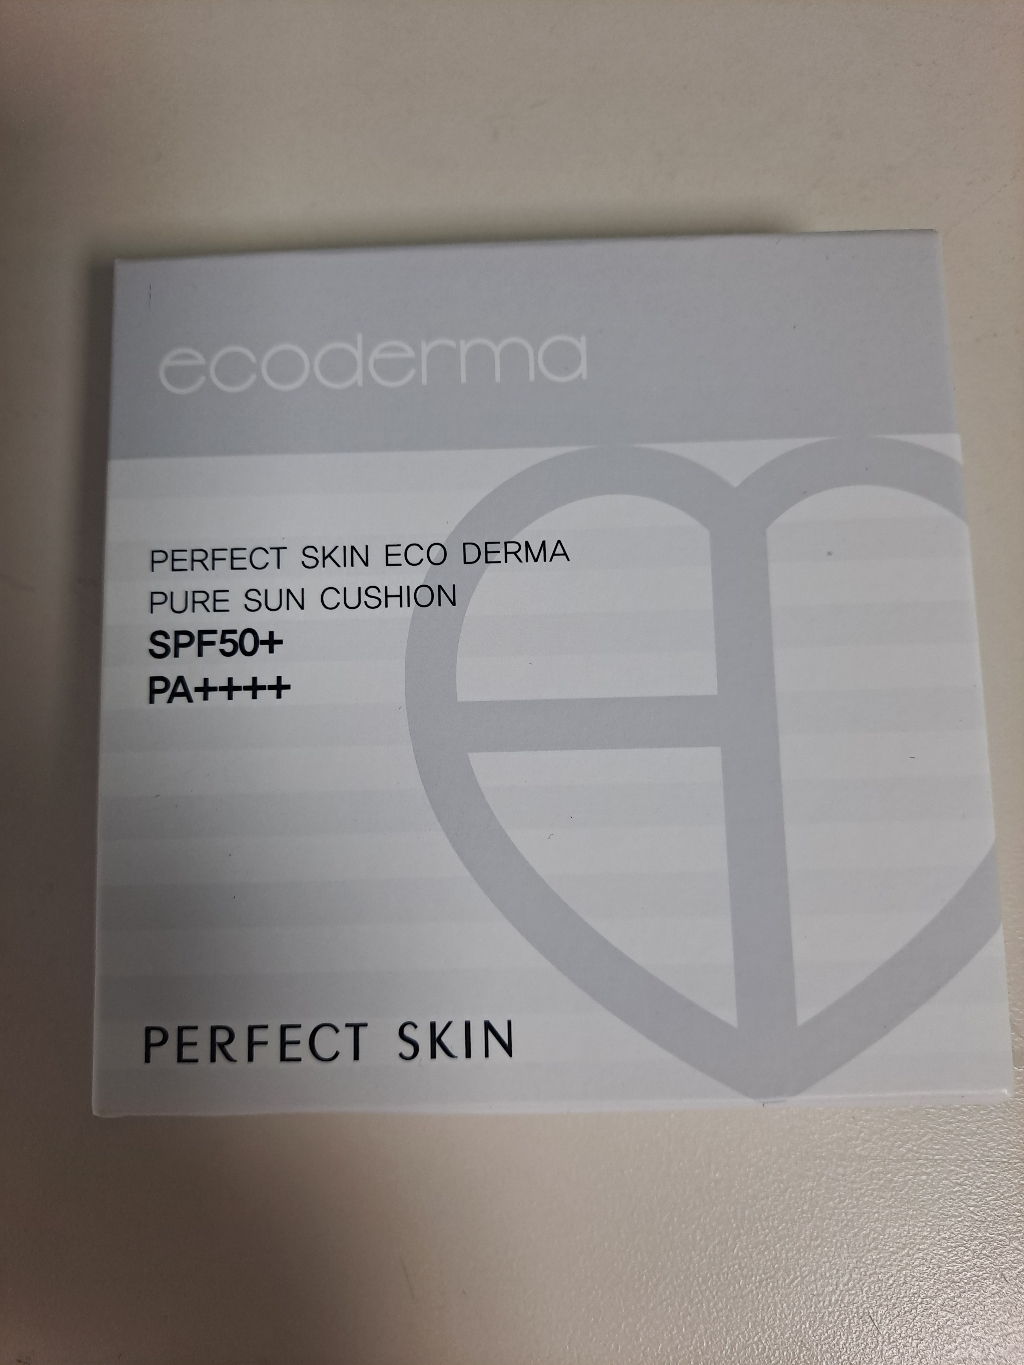 ecoderma
PERFECT SKIN ECO DERMA
PURE SUN CUSHION
SPF50+
PA++++
PERFECT SKIN